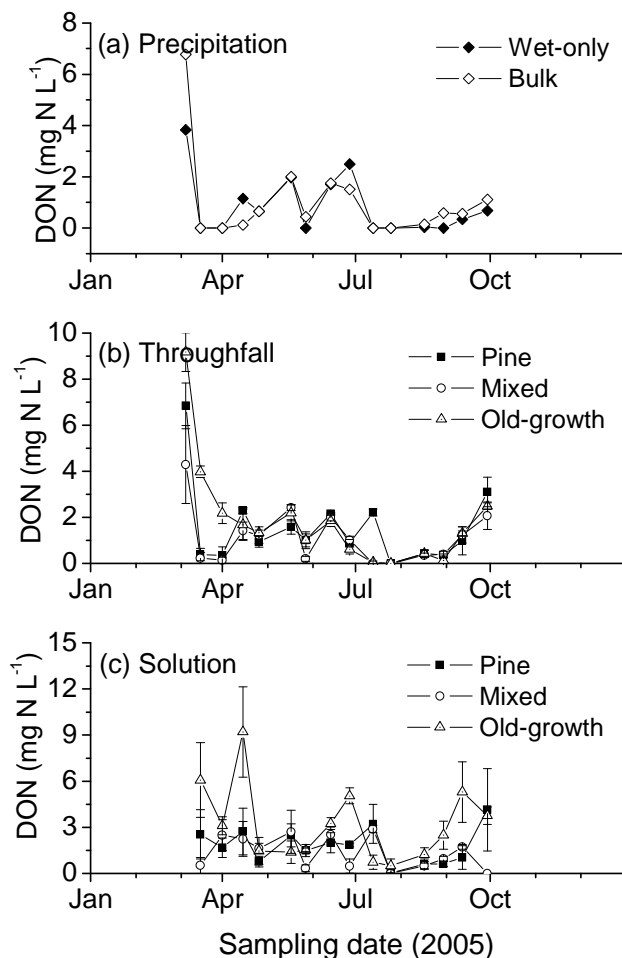 (a) Precipitation
Wet-only
Bulk
DON (mg N L⁻¹)
8
6
4
2
0
Jan Apr Jul Oct
(b) Throughfall
Pine
Mixed
Old-growth
DON (mg N L⁻¹)
10
8
6
4
2
0
Jan Apr Jul Oct
(c) Solution
Pine
Mixed
Old-growth
DON (mg N L⁻¹)
15
12
9
6
3
0
Jan Apr Jul Oct
Sampling date (2005)